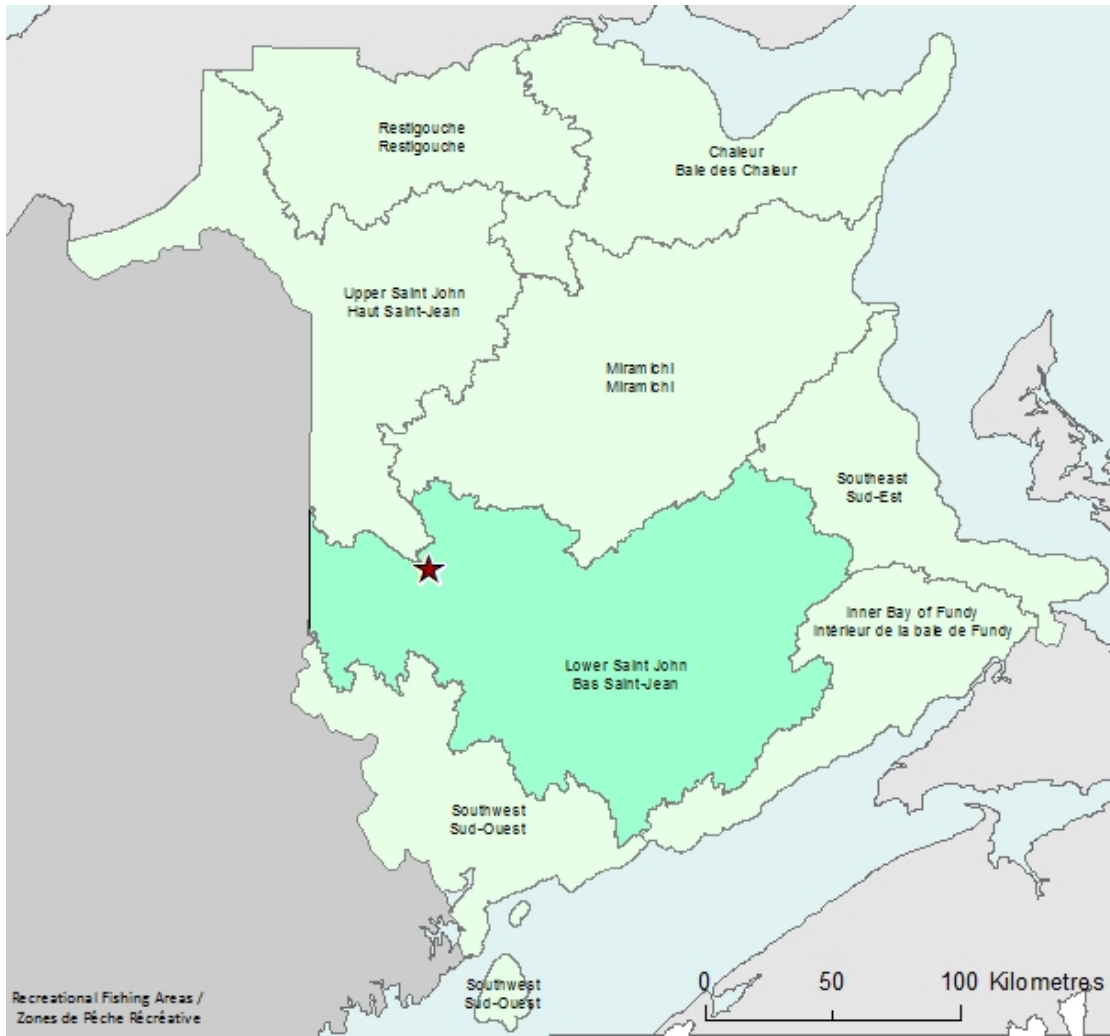 Restigouche
Restigouche
Chaleur
Baie des Chaleur
Upper Saint John
Haut Saint-Jean
Miramichi
Miramichi
Southeast
Sud-Est
Inner Bay of Fundy
Intérieur de la baie de Fundy
Lower Saint John
Bas Saint-Jean
Southwest
Sud-Ouest
Southwest
Sud-Ouest
0 50 100 Kilometres
Recreational Fishing Areas /
Zones de Pêche Récréative